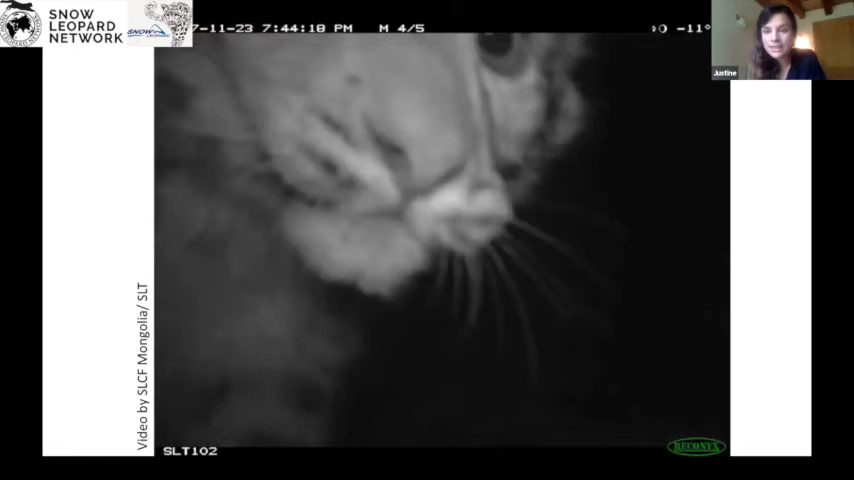 SNOW
LEOPARD
NETWORK
SNOW
LEOPARD
7-11-23 7:44:18 PM M 4/5
-11°
Justine
Video by SLCF Mongolia/ SLT
SLT102
RECONYX